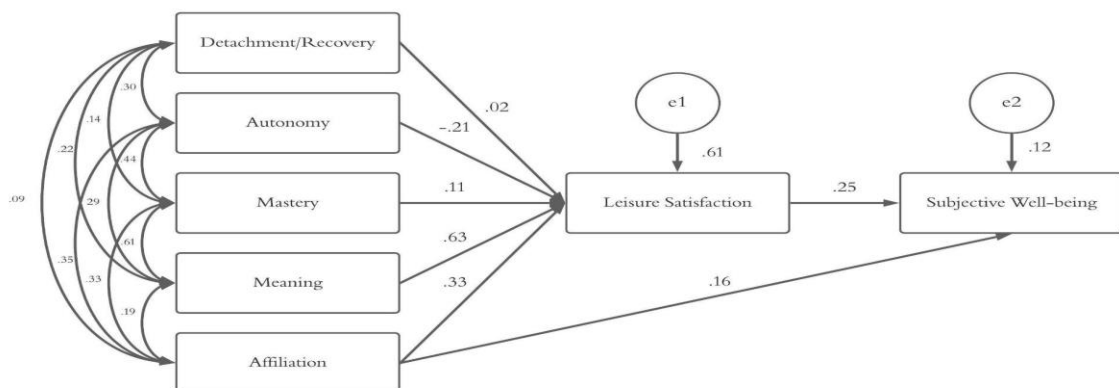 Detachment/Recovery
Autonomy
Mastery
Meaning
Affiliation
.30
.14
.22
.09
.44
.29
.35
.61
.33
.19
.02
-.21
.11
.63
.33
e1
.61
Leisure Satisfaction
.25
.16
e2
.12
Subjective Well-being